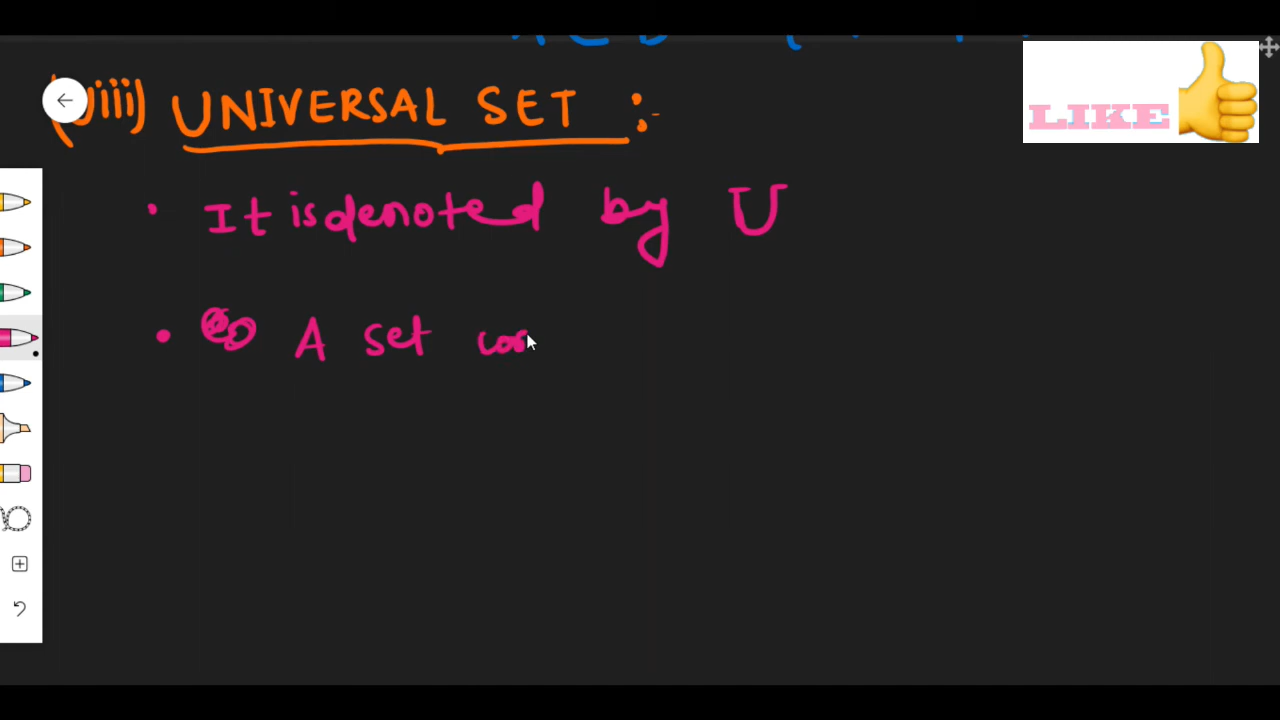 (viii) UNIVERSAL SET :-
LIKE
• It is denoted by U
• A set